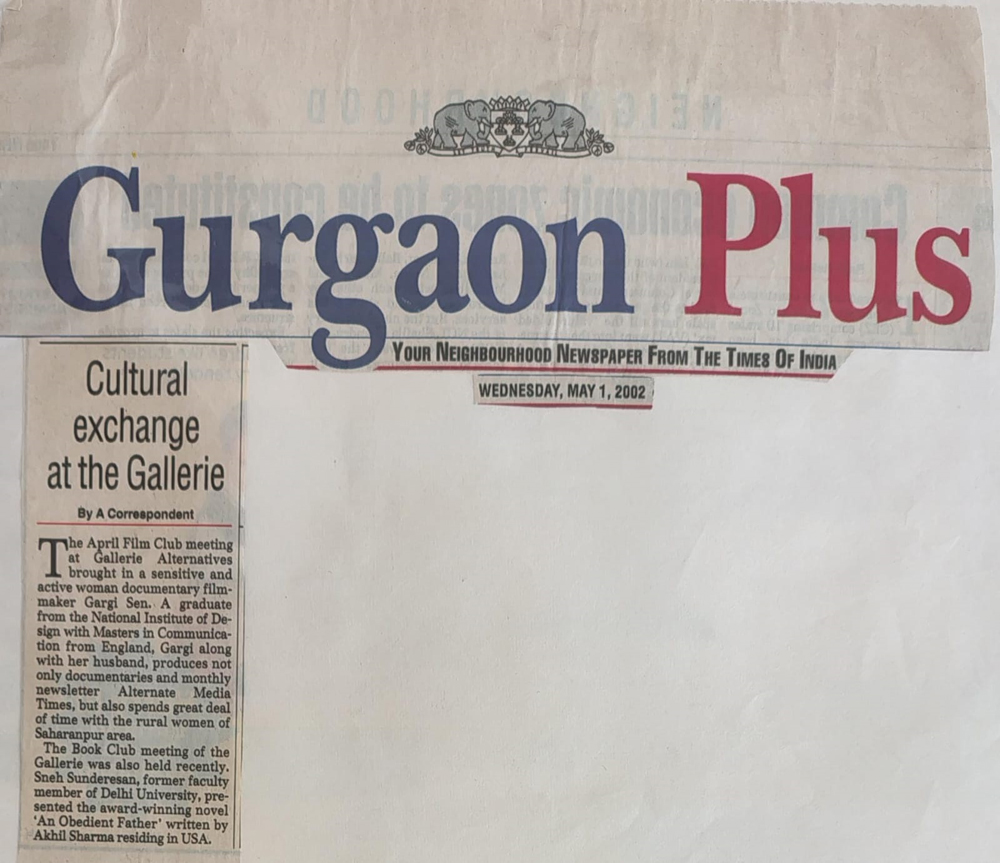 Gurgaon Plus
YOUR NEIGHBOURHOOD NEWSPAPER FROM THE TIMES OF INDIA
WEDNESDAY, MAY 1, 2002
Cultural
exchange
at the Gallerie
By A Correspondent
The April Film Club meeting
at Gallerie Alternatives
brought in a sensitive and
active woman documentary film-
maker Gargi Sen. A graduate
from the National Institute of De-
sign with Masters in Communica-
tion from England, Gargi along
with her husband, produces not
only documentaries and monthly
newsletter Alternate Media
Times, but also spends great deal
of time with the rural women of
Saharanpur area.
The Book Club meeting of the
Gallerie was also held recently.
Sneh Sunderesan, former faculty
member of Delhi University, pre-
sented the award-winning novel
'An Obedient Father' written by
Akhil Sharma residing in USA.